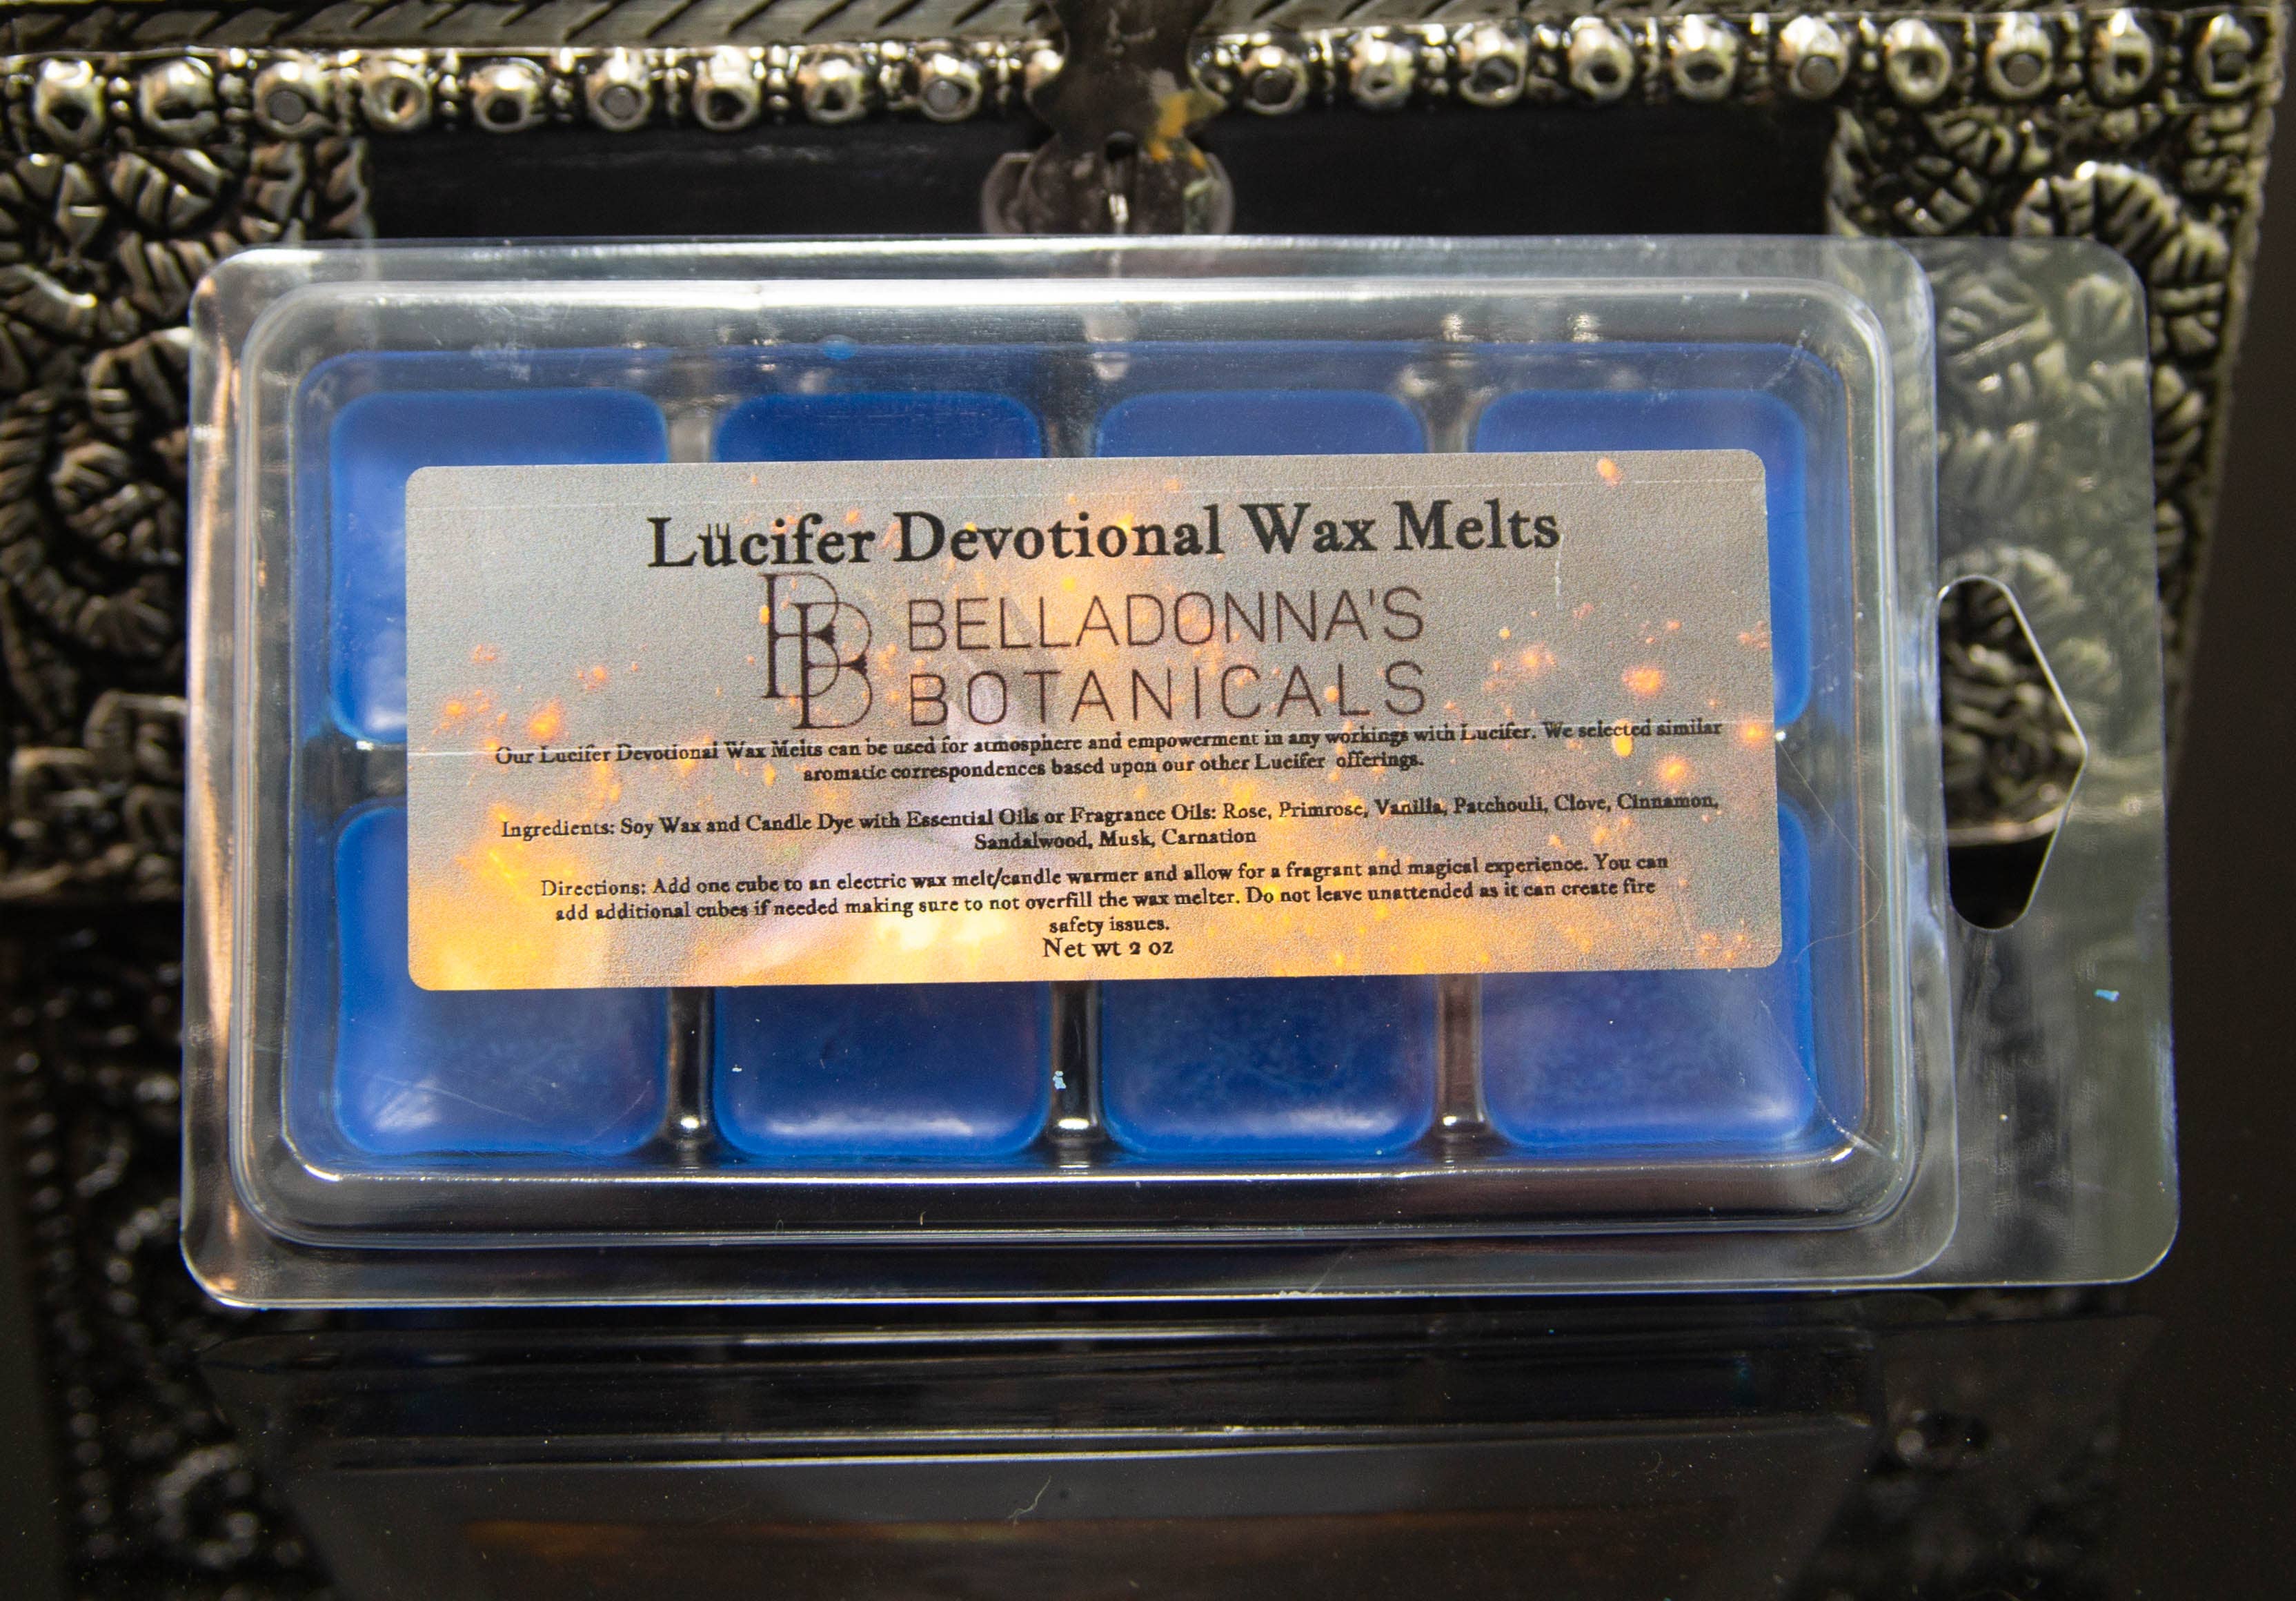 Lucifer Devotional Wax Melts
BB BELLADONNA'S
BOTANICALS
Our Lucifer Devotional Wax Melts can be used for atmosphere and empowerment in any workings with Lucifer. We selected similar
aromatic correspondences based upon our other Lucifer offerings.
Ingredients: Soy Wax and Candle Dye with Essential Oils or Fragrance Oils: Rose, Primrose, Vanilla, Patchouli, Clove, Cinnamon,
Sandalwood, Musk, Carnation
Directions: Add one cube to an electric wax melt/candle warmer and allow for a fragrant and magical experience. You can
add additional cubes if needed making sure to not overfill the wax melter. Do not leave unattended as it can create fire
safety issues.
Net wt 2 oz